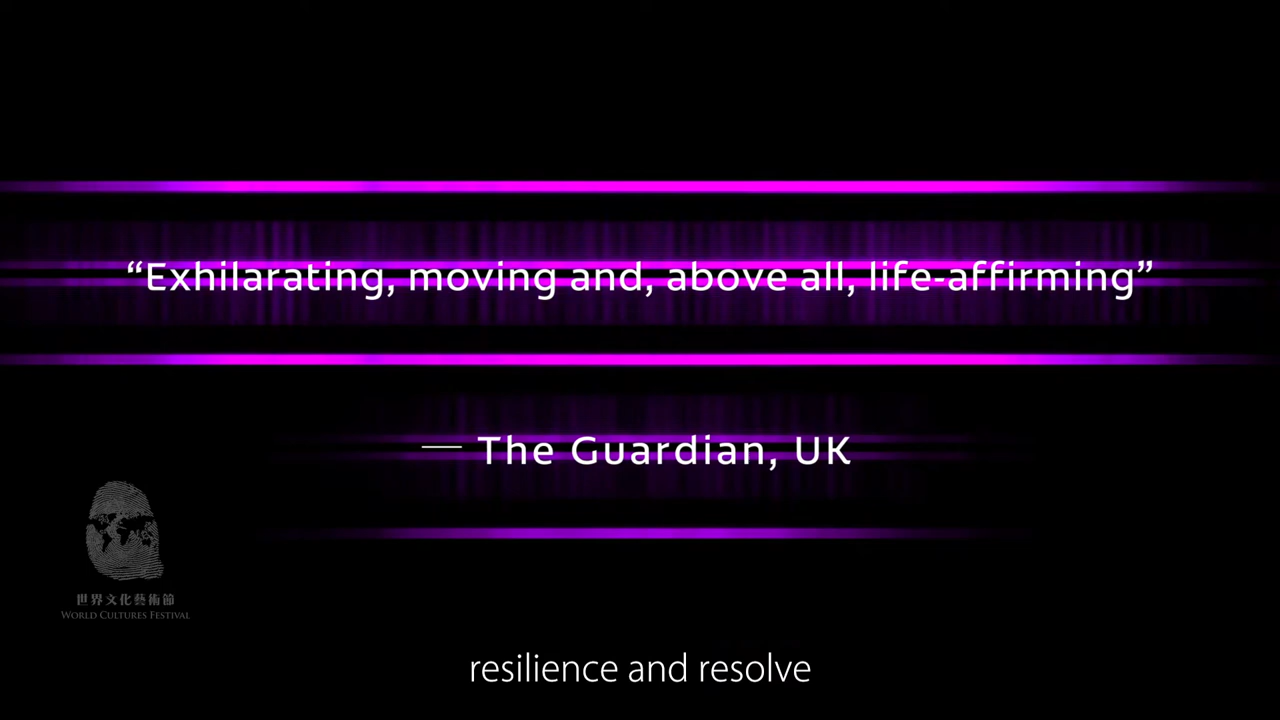 “Exhilarating, moving and, above all, life-affirming”
— The Guardian, UK
世界文化藝術節
WORLD CULTURES FESTIVAL
resilience and resolve